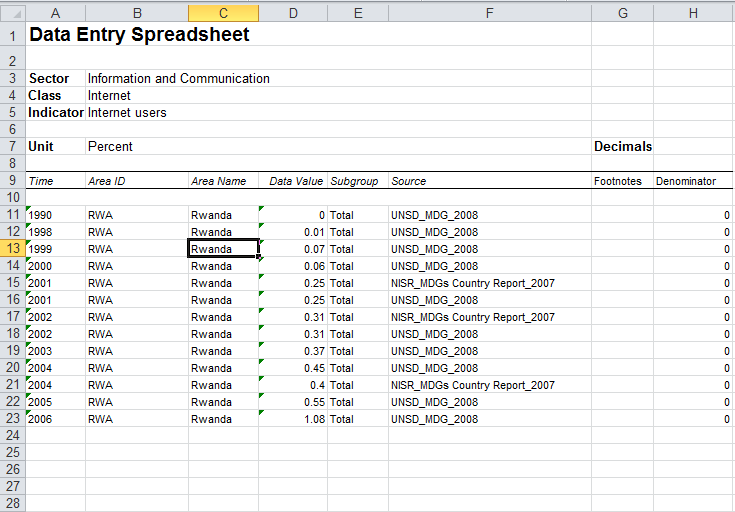 A B C D E F G H
1 Data Entry Spreadsheet
2
3 Sector Information and Communication
4 Class Internet
5 Indicator Internet users
6
7 Unit Percent Decimals
8
9 Time Area ID Area Name Data Value Subgroup Source Footnotes Denominator
10
11 1990 RWA Rwanda 0 Total UNSD_MDG_2008 0
12 1998 RWA Rwanda 0.01 Total UNSD_MDG_2008 0
13 1999 RWA Rwanda 0.07 Total UNSD_MDG_2008 0
14 2000 RWA Rwanda 0.06 Total UNSD_MDG_2008 0
15 2001 RWA Rwanda 0.25 Total NISR_MDGs Country Report_2007 0
16 2001 RWA Rwanda 0.25 Total UNSD_MDG_2008 0
17 2002 RWA Rwanda 0.31 Total NISR_MDGs Country Report_2007 0
18 2002 RWA Rwanda 0.31 Total UNSD_MDG_2008 0
19 2003 RWA Rwanda 0.37 Total UNSD_MDG_2008 0
20 2004 RWA Rwanda 0.45 Total UNSD_MDG_2008 0
21 2004 RWA Rwanda 0.4 Total NISR_MDGs Country Report_2007 0
22 2005 RWA Rwanda 0.55 Total UNSD_MDG_2008 0
23 2006 RWA Rwanda 1.08 Total UNSD_MDG_2008 0
24
25
26
27
28